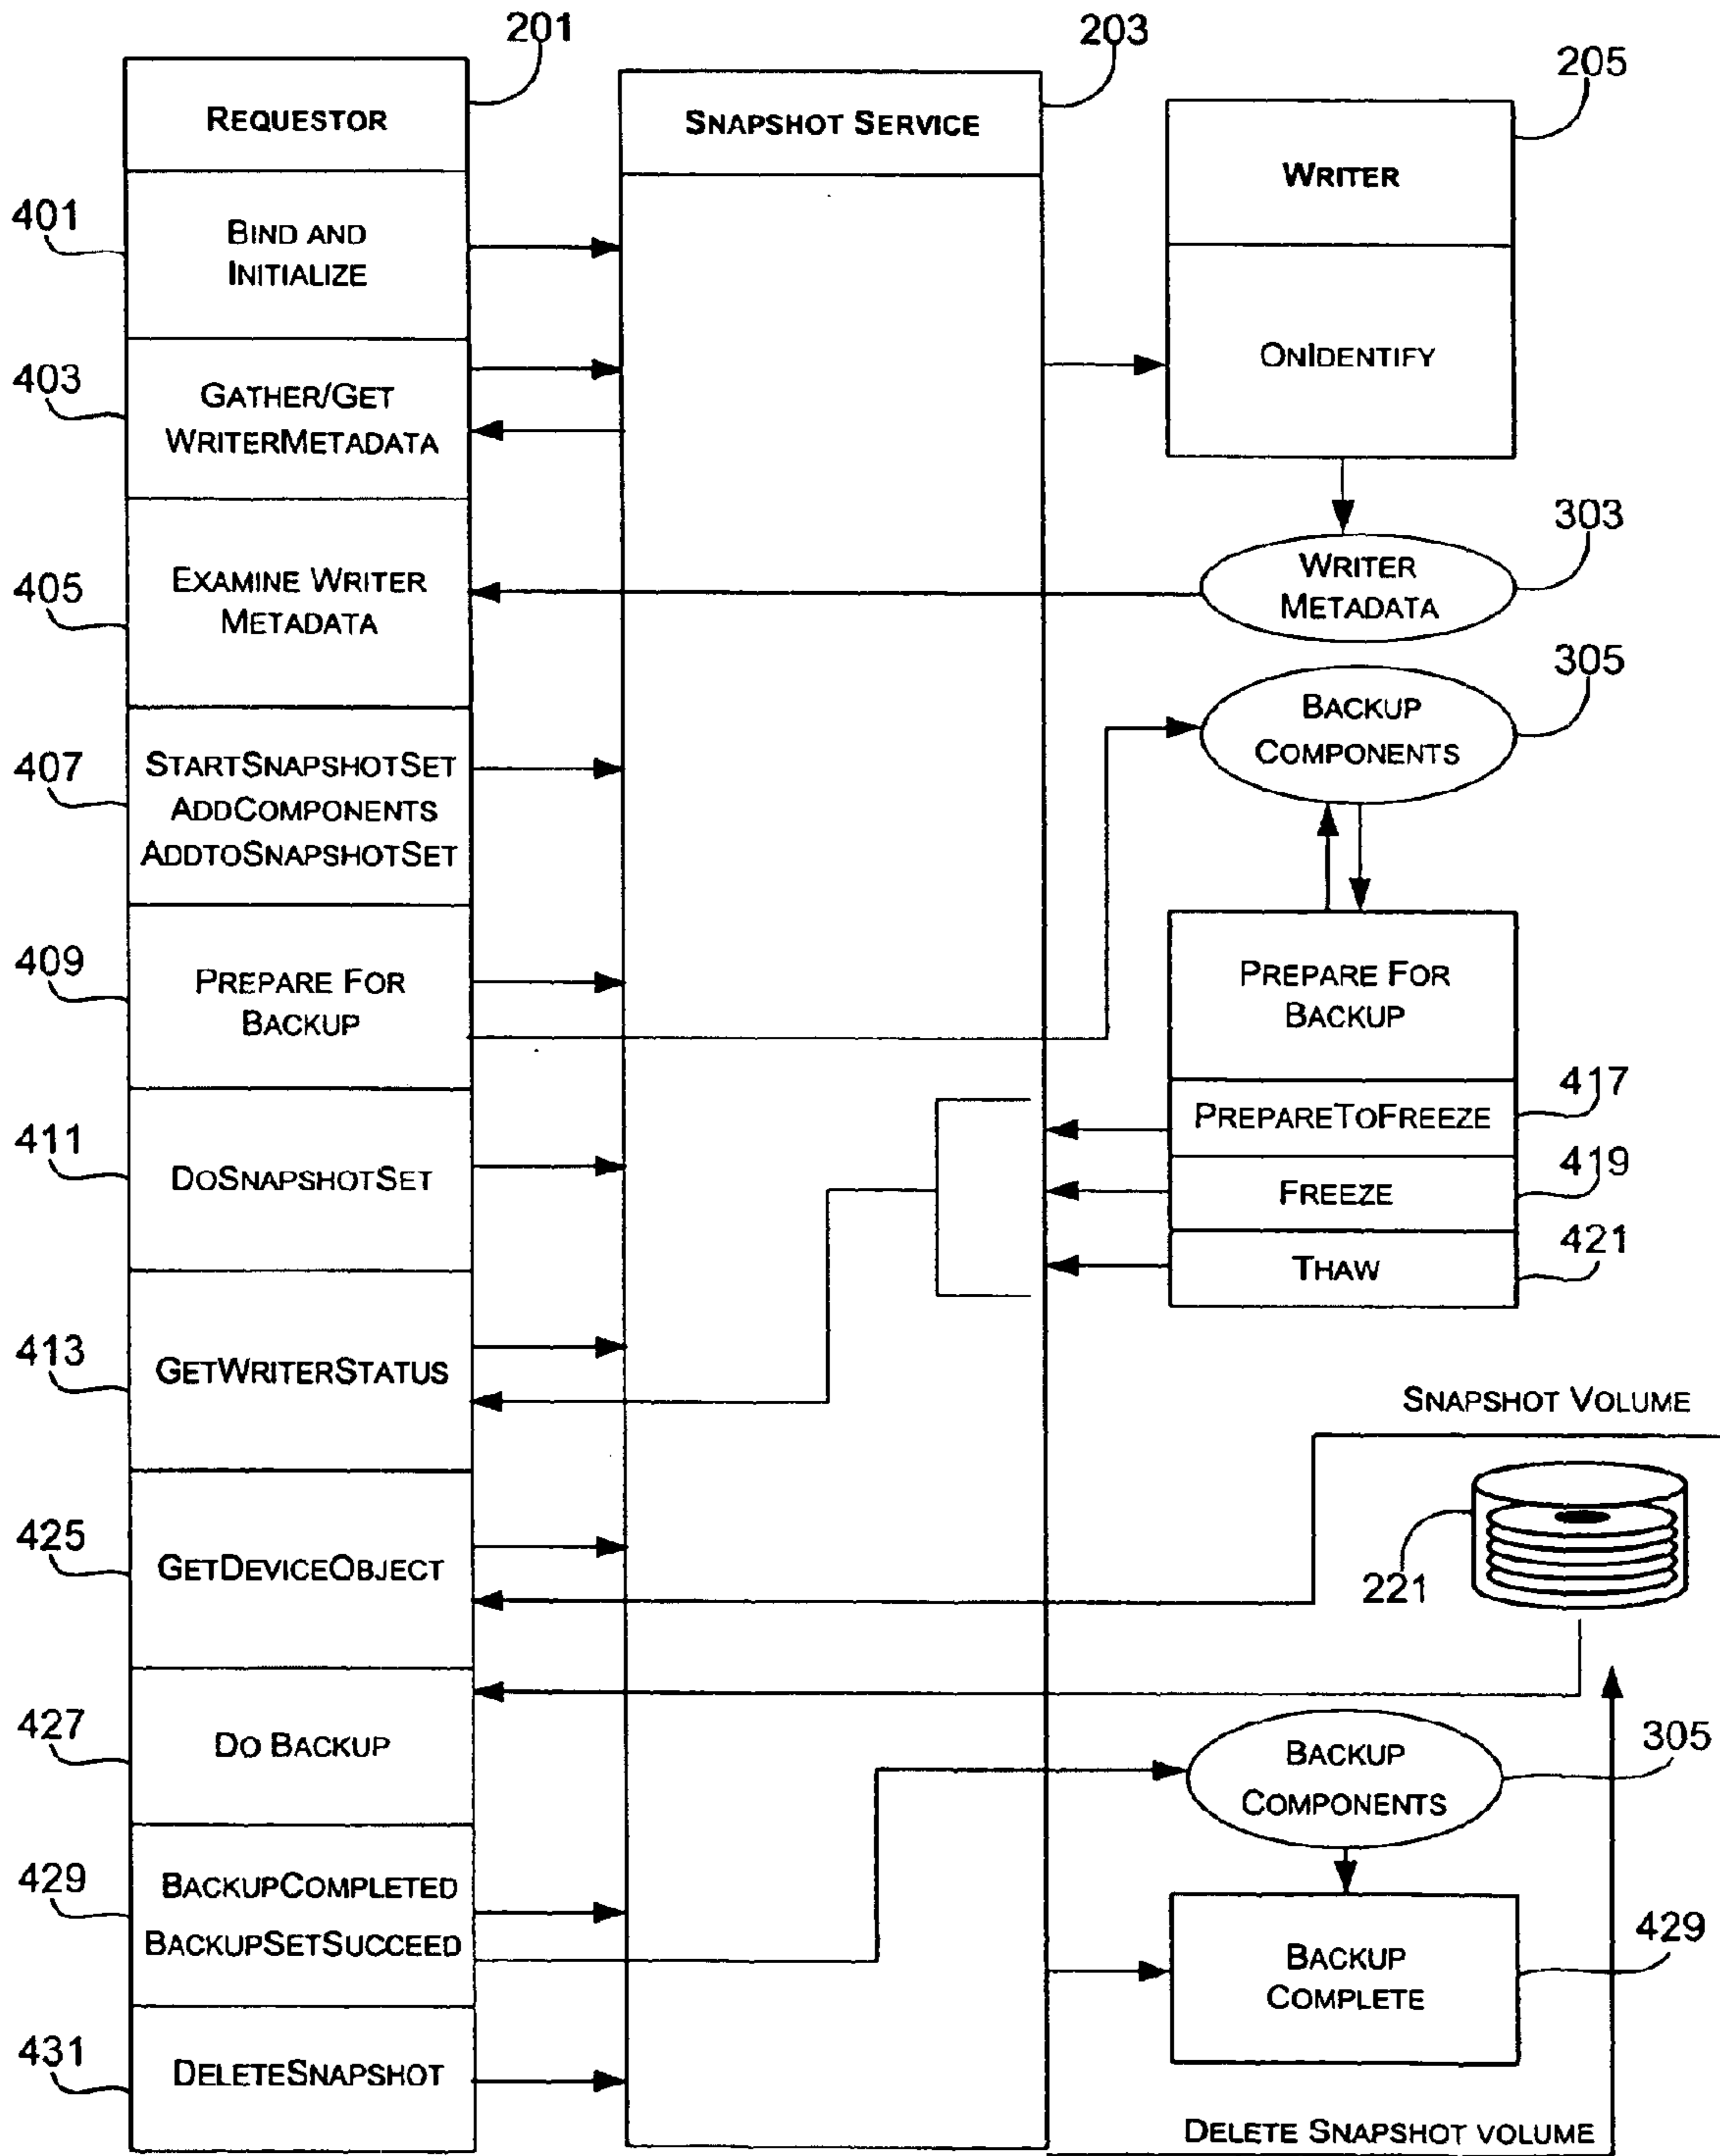 201
203
205
REQUESTOR
SNAPSHOT SERVICE
WRITER
401
BIND AND
INITIALIZE
ONIDENTIFY
403
GATHER/GET
WRITERMETADATA
303
WRITER
METADATA
405
EXAMINE WRITER
METADATA
305
BACKUP
COMPONENTS
407
STARTSNAPSHOTSET
ADDCOMPONENTS
ADDTOSNAPSHOTSET
409
PREPARE FOR
BACKUP
PREPARE FOR
BACKUP
417
PREPARETOFREEZE
411
DOSNAPSHOTSET
419
FREEZE
421
THAW
413
GETWRITERSTATUS
SNAPSHOT VOLUME
425
GETDEVICEOBJECT
221
427
DO BACKUP
305
BACKUP
COMPONENTS
429
BACKUPCOMPLETED
BACKUPSETSUCCEED
429
BACKUP
COMPLETE
431
DELETESNAPSHOT
DELETE SNAPSHOT VOLUME